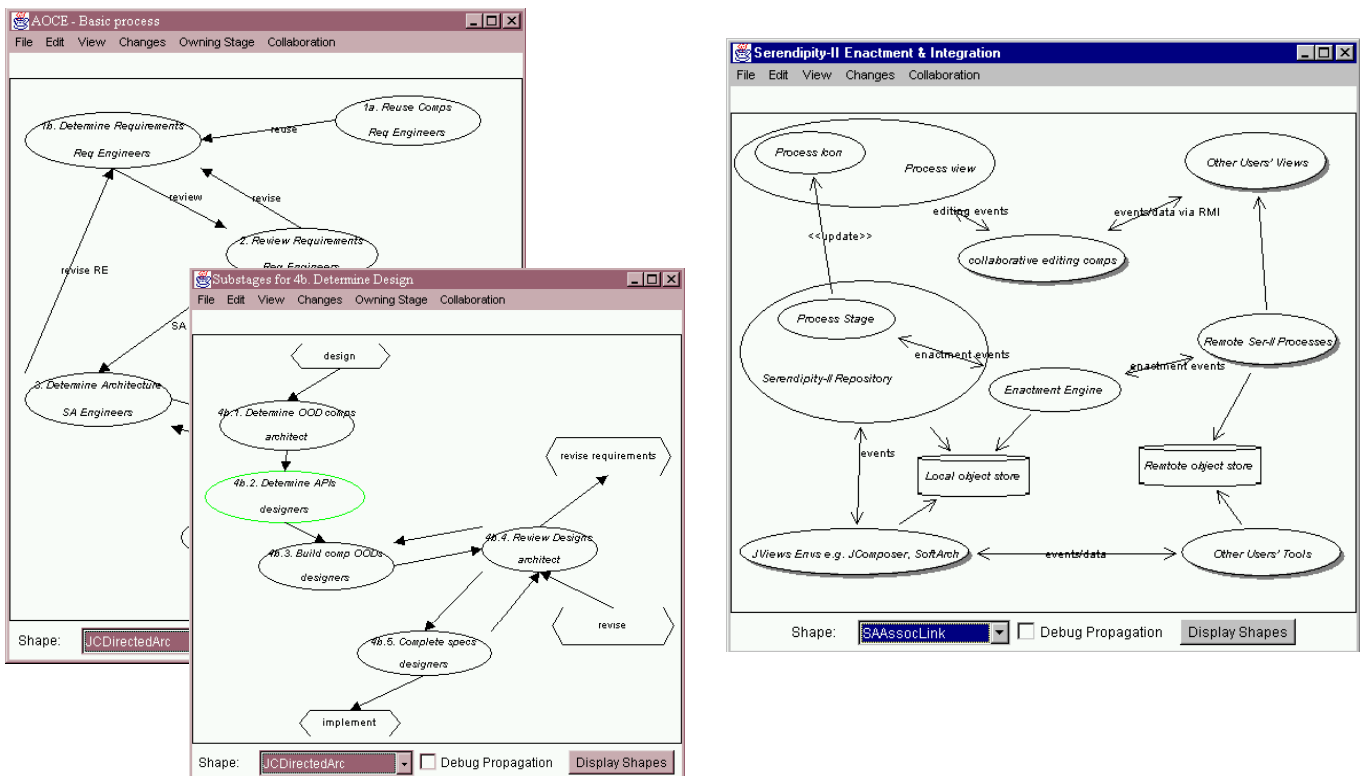 AOCE - Basic process
File Edit View Changes Owning Stage Collaboration
1a. Reuse Comps
Req Engineers
1b. Determine Requirements
Req Engineers
reuse
review
revise
2. Review Requirements
Req Engineers
revise RE
SA
3. Determine Architecture
SA Engineers
Shape: JCDirectedArc
Substages for 4b. Determine Design
File Edit View Changes Owning Stage Collaboration
design
4b.1. Determine OOD comps
architect
revise requirements
4b.2. Determine APIs
designers
4b.3. Build comp OODs
designers
4b.4. Review Designs
architect
revise
4b.5. Complete specs
designers
implement
Shape: JCDirectedArc Debug Propagation Display Shapes
Serendipity-II Enactment & Integration
File Edit View Changes Collaboration
Process Icon
Process view
Other Users' Views
editing events
events/data via RMI
<<update>>
collaborative editing comps
Process Stage
enactment events
Serendipity-II Repository
Remote Ser-II Processes
enactment events
Enactment Engine
events
Local object store
Remtote object store
JViews Envs e.g. JComposer, SoftArch
events/data
Other Users' Tools
Shape: SAAssocLink Debug Propagation Display Shapes